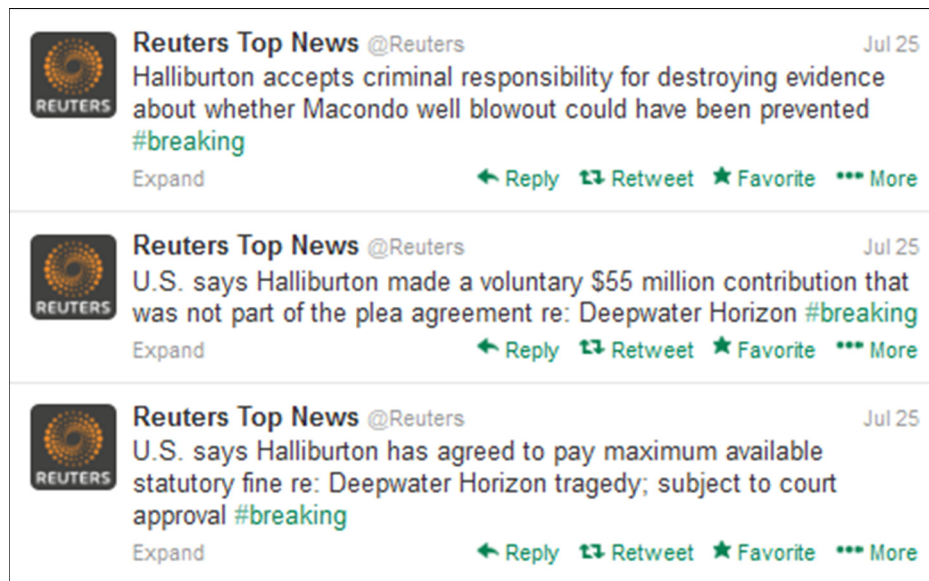 Reuters Top News @Reuters Jul 25
REUTERS
Halliburton accepts criminal responsibility for destroying evidence
about whether Macondo well blowout could have been prevented
#breaking
Expand Reply Retweet Favorite More
Reuters Top News @Reuters Jul 25
REUTERS
U.S. says Halliburton made a voluntary $55 million contribution that
was not part of the plea agreement re: Deepwater Horizon #breaking
Expand Reply Retweet Favorite More
Reuters Top News @Reuters Jul 25
REUTERS
U.S. says Halliburton has agreed to pay maximum available
statutory fine re: Deepwater Horizon tragedy; subject to court
approval #breaking
Expand Reply Retweet Favorite More